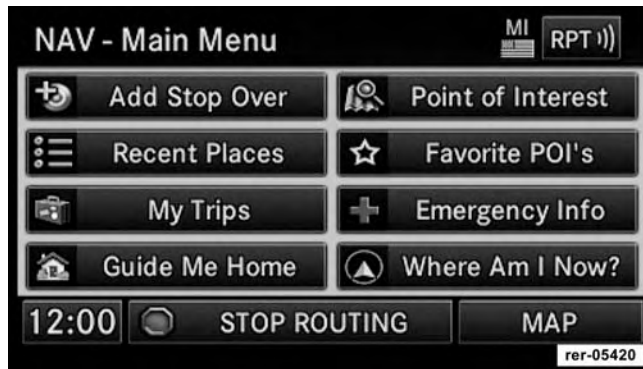 NAV - Main Menu
MI
RPT
Add Stop Over
Point of Interest
Recent Places
Favorite POI's
My Trips
Emergency Info
Guide Me Home
Where Am I Now?
12:00
STOP ROUTING
MAP
rer-05420